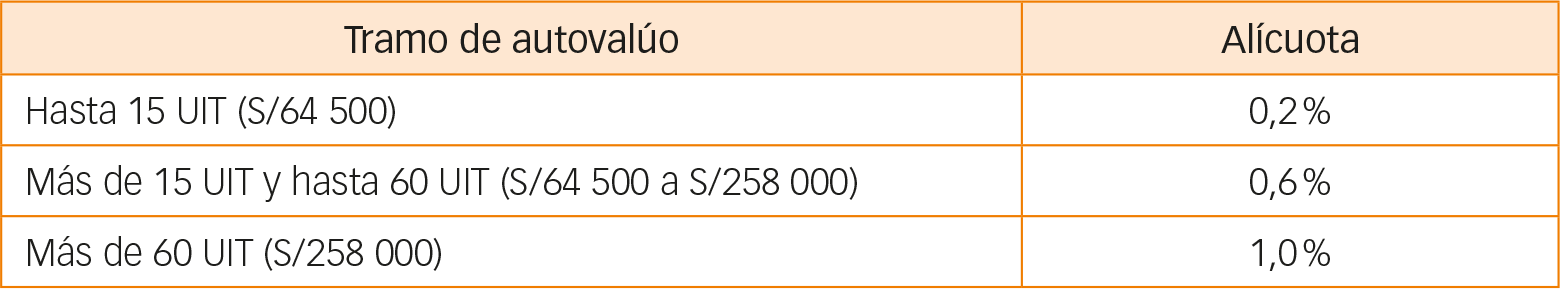 Tramo de autovalúo Alícuota
Hasta 15 UIT (S/64 500) 0,2 %
Más de 15 UIT y hasta 60 UIT (S/64 500 a S/258 000) 0,6 %
Más de 60 UIT (S/258 000) 1,0 %